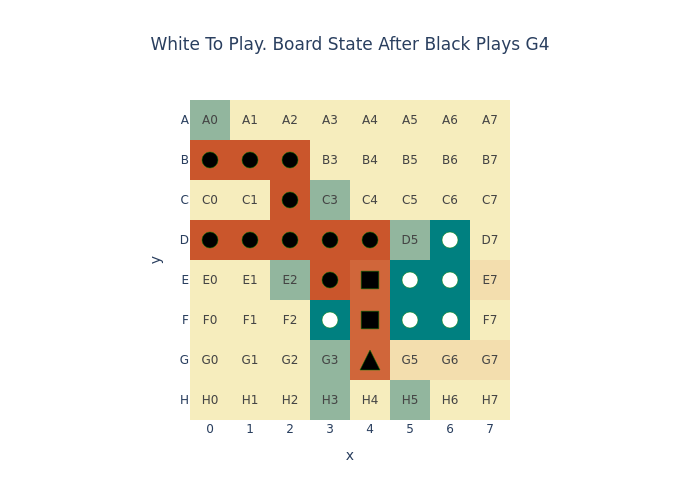 White To Play. Board State After Black Plays G4
A A0 A1 A2 A3 A4 A5 A6 A7
B B3 B4 B5 B6 B7
C C0 C1 C3 C4 C5 C6 C7
D D5 D7
y
E E0 E1 E2 E7
F F0 F1 F2 F7
G G0 G1 G2 G3 G5 G6 G7
H H0 H1 H2 H3 H4 H5 H6 H7
0 1 2 3 4 5 6 7
x